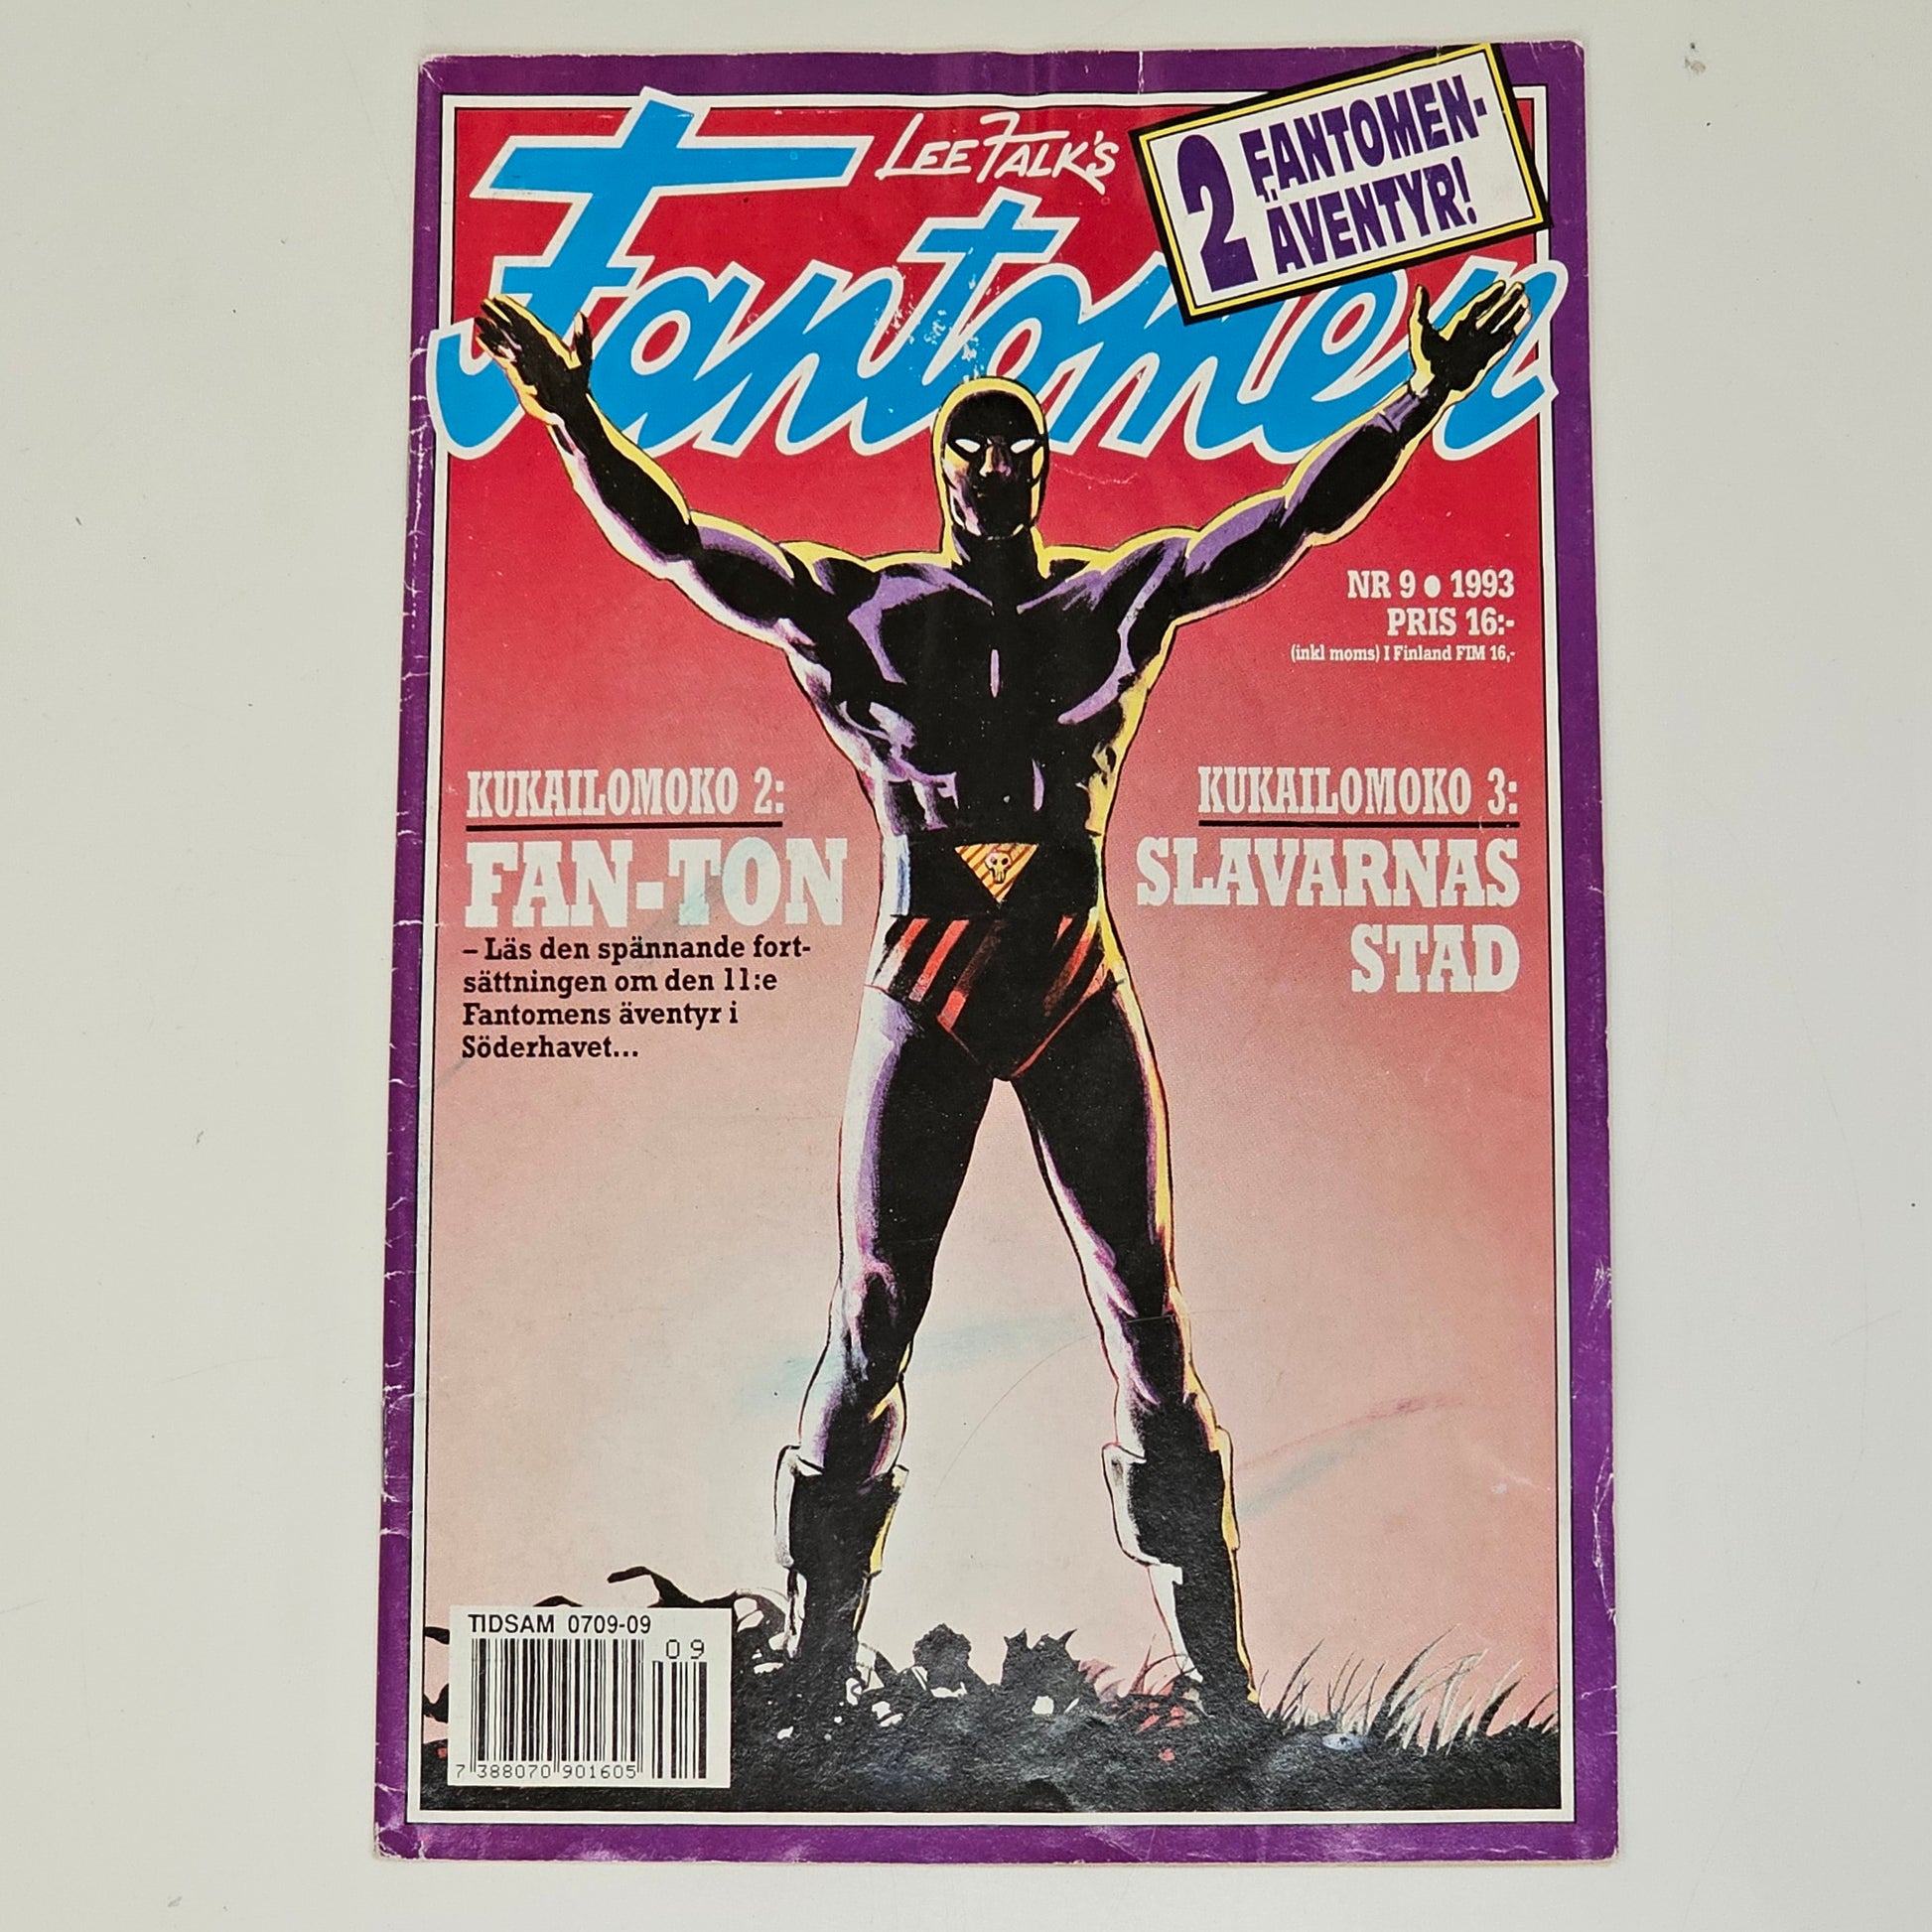 LEE FALK'S
Fantomen
2 FANTOMEN-
ÄVENTYR!
NR 9 ● 1993
PRIS 16:-
(inkl moms) I Finland FIM 16,-
KUKAILOMOKO 2:
FAN-TON
– Läs den spännande fort-
sättningen om den 11:e
Fantomens äventyr i
Söderhavet...
KUKAILOMOKO 3:
SLAVARNAS
STAD
TIDSAM 0709-09
09
7 388070 901605